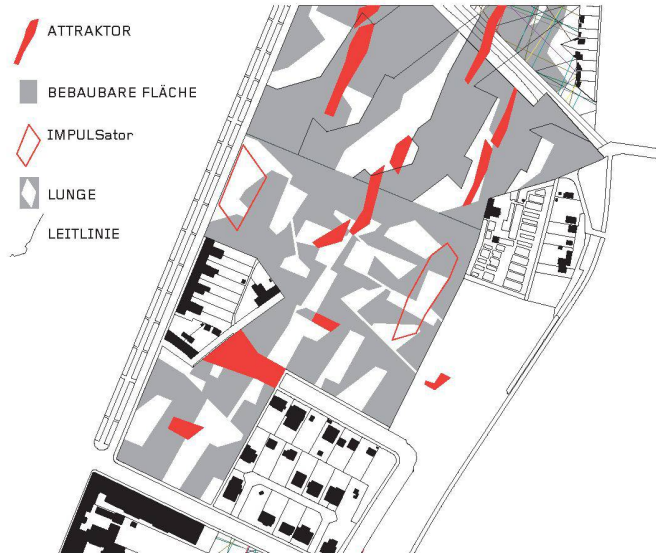 ATTRAKTOR
BEBAUBARE FLÄCHE
IMPULSator
LUNGE
LEITLINIE